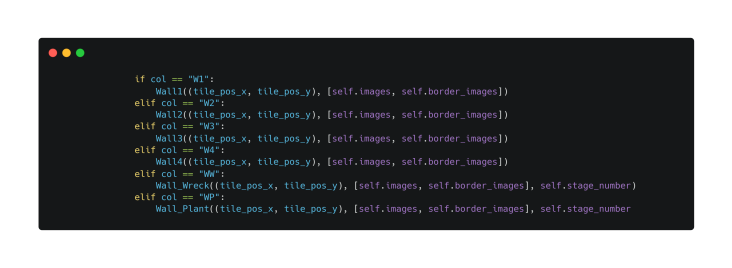 if col == "W1":
    Wall1((tile_pos_x, tile_pos_y), [self.images, self.border_images])
elif col == "W2":
    Wall2((tile_pos_x, tile_pos_y), [self.images, self.border_images])
elif col == "W3":
    Wall3((tile_pos_x, tile_pos_y), [self.images, self.border_images])
elif col == "W4":
    Wall4((tile_pos_x, tile_pos_y), [self.images, self.border_images])
elif col == "WW":
    Wall_Wreck((tile_pos_x, tile_pos_y), [self.images, self.border_images], self.stage_number)
elif col == "WP":
    Wall_Plant((tile_pos_x, tile_pos_y), [self.images, self.border_images], self.stage_number